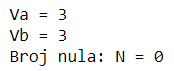 Va = 3
Vb = 3
Broj nula: N = 0